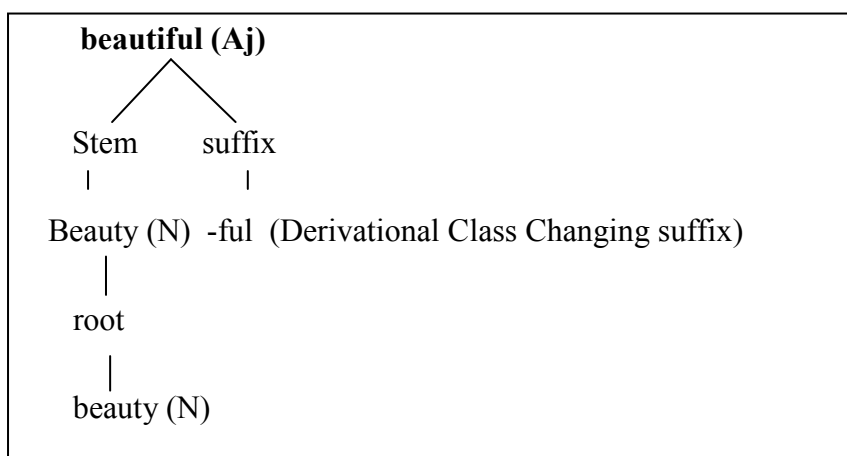 beautiful (Aj)
Stem suffix
Beauty (N) -ful (Derivational Class Changing suffix)
root
beauty (N)